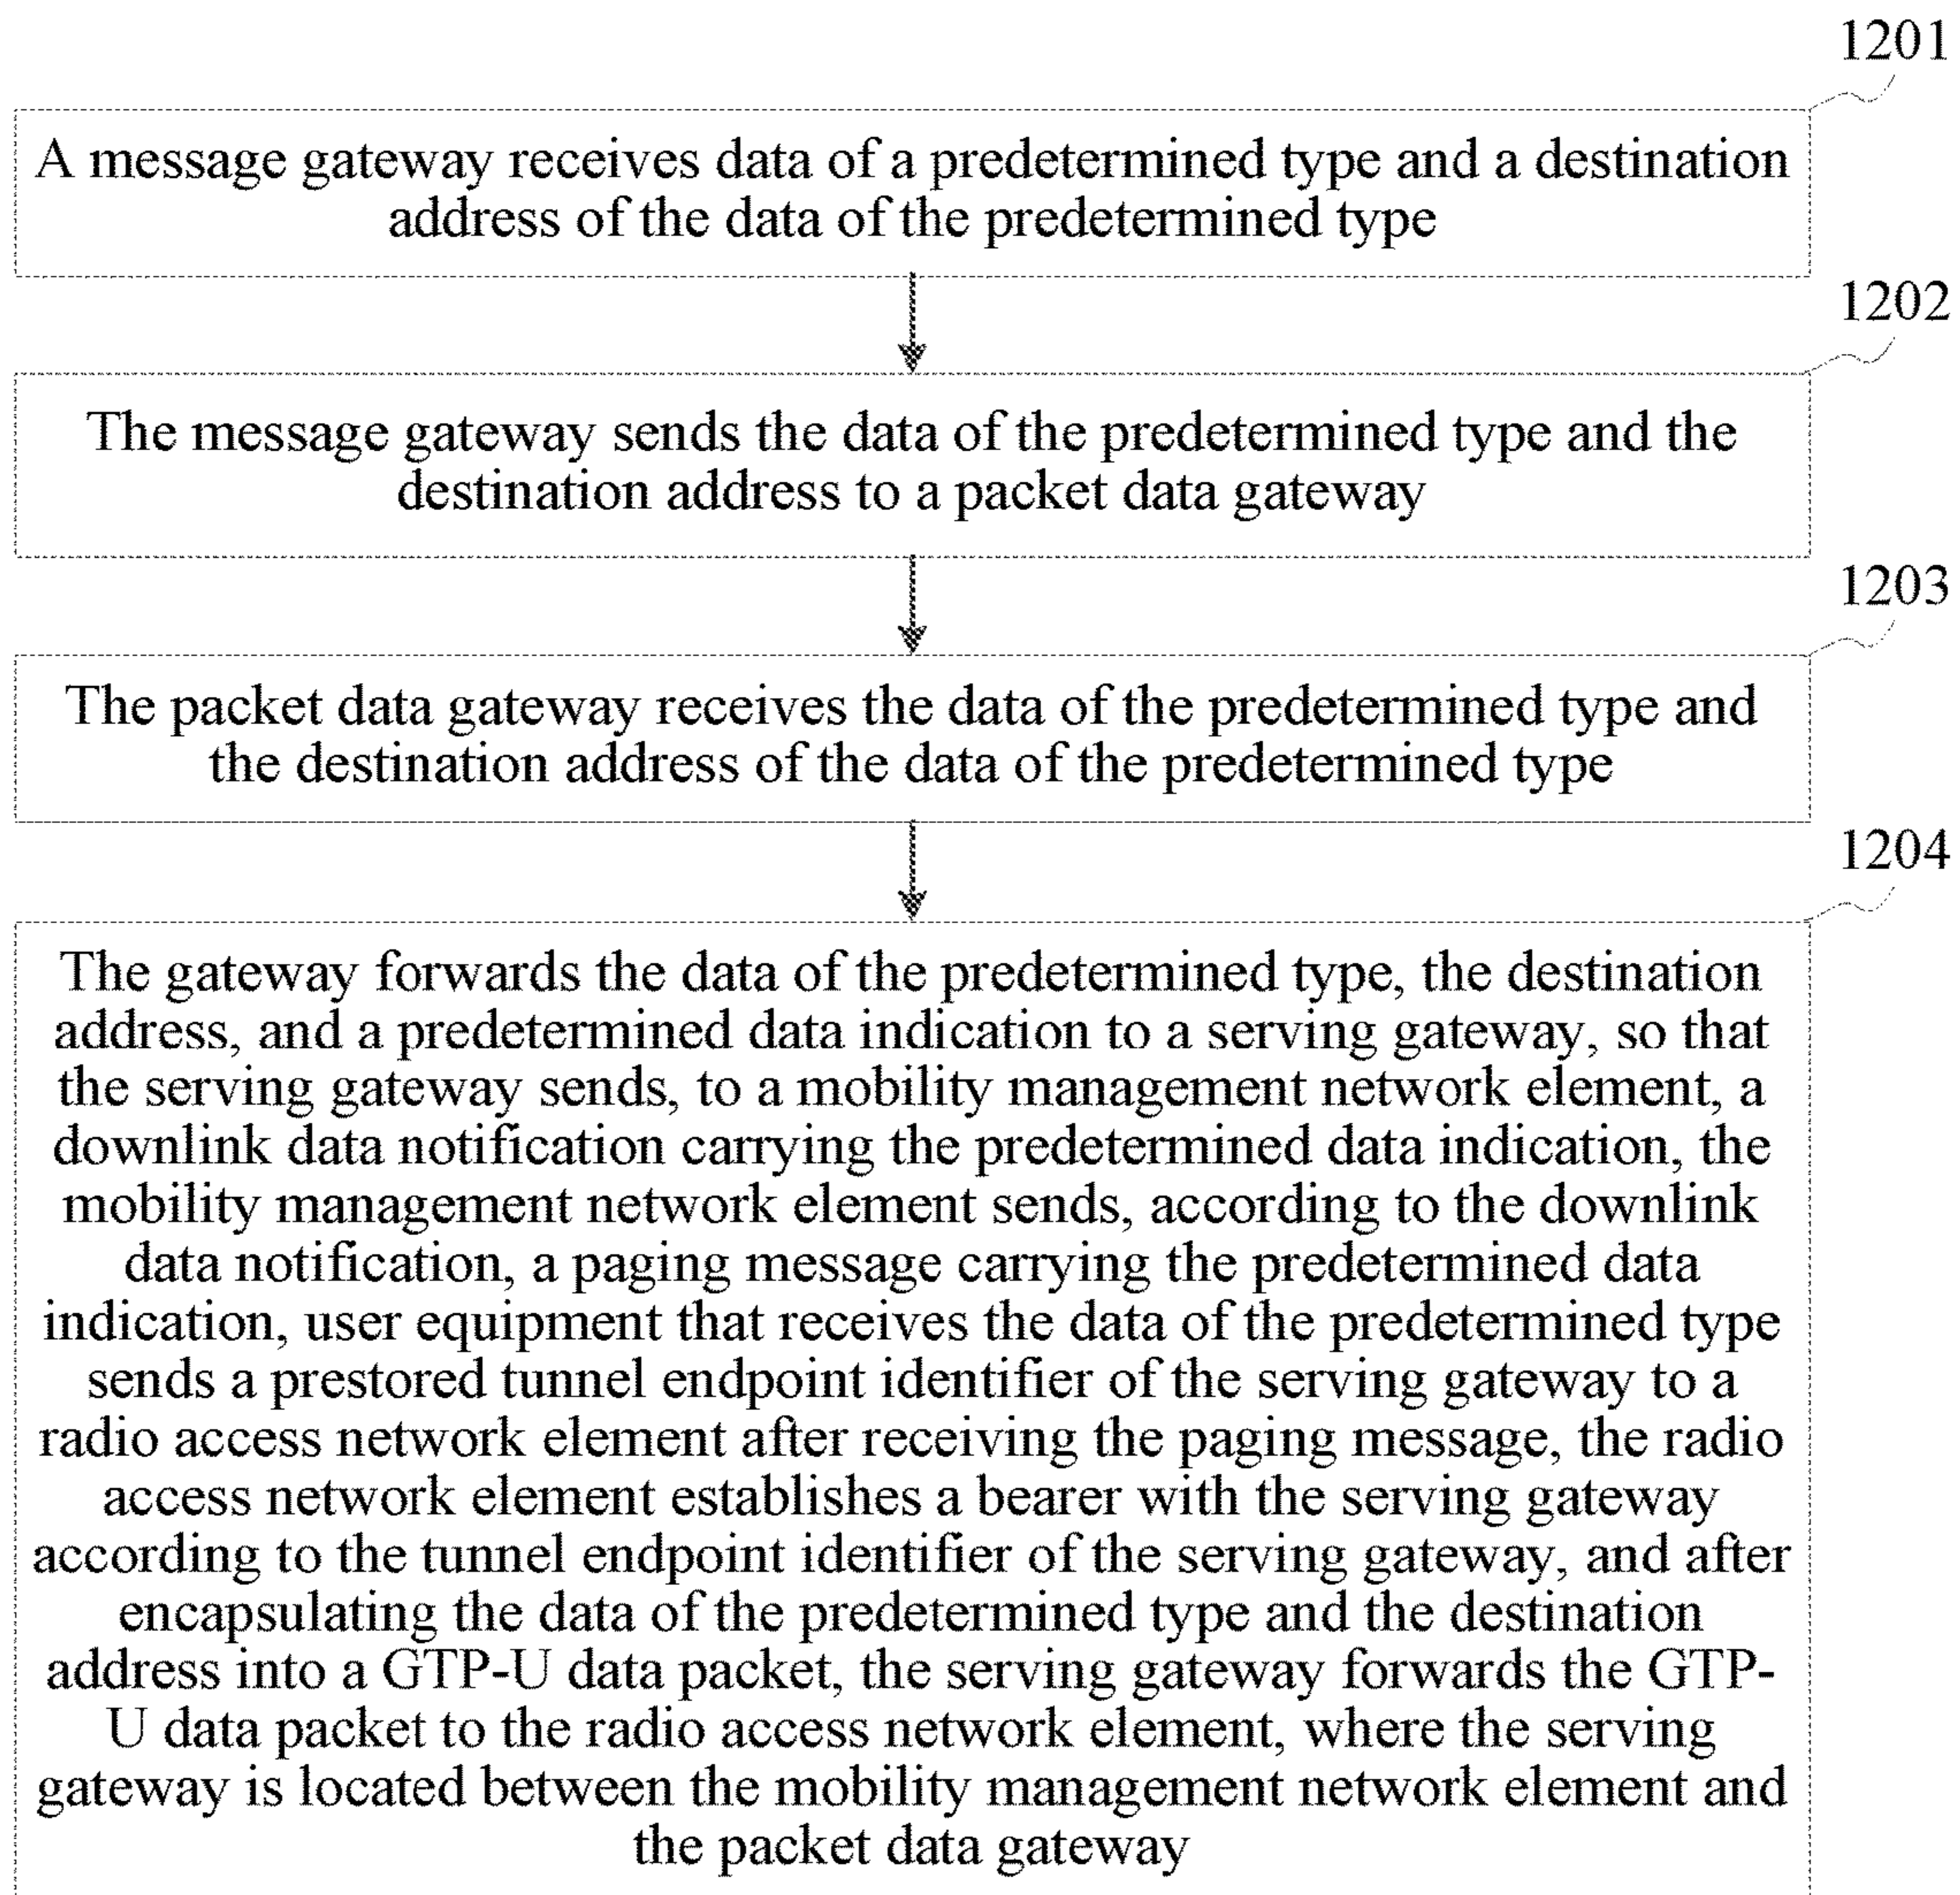 1201
A message gateway receives data of a predetermined type and a destination
address of the data of the predetermined type
1202
The message gateway sends the data of the predetermined type and the
destination address to a packet data gateway
1203
The packet data gateway receives the data of the predetermined type and
the destination address of the data of the predetermined type
1204
The gateway forwards the data of the predetermined type, the destination
address, and a predetermined data indication to a serving gateway, so that
the serving gateway sends, to a mobility management network element, a
downlink data notification carrying the predetermined data indication, the
mobility management network element sends, according to the downlink
data notification, a paging message carrying the predetermined data
indication, user equipment that receives the data of the predetermined type
sends a prestored tunnel endpoint identifier of the serving gateway to a
radio access network element after receiving the paging message, the radio
access network element establishes a bearer with the serving gateway
according to the tunnel endpoint identifier of the serving gateway, and after
encapsulating the data of the predetermined type and the destination
address into a GTP-U data packet, the serving gateway forwards the GTP-
U data packet to the radio access network element, where the serving
gateway is located between the mobility management network element and
the packet data gateway